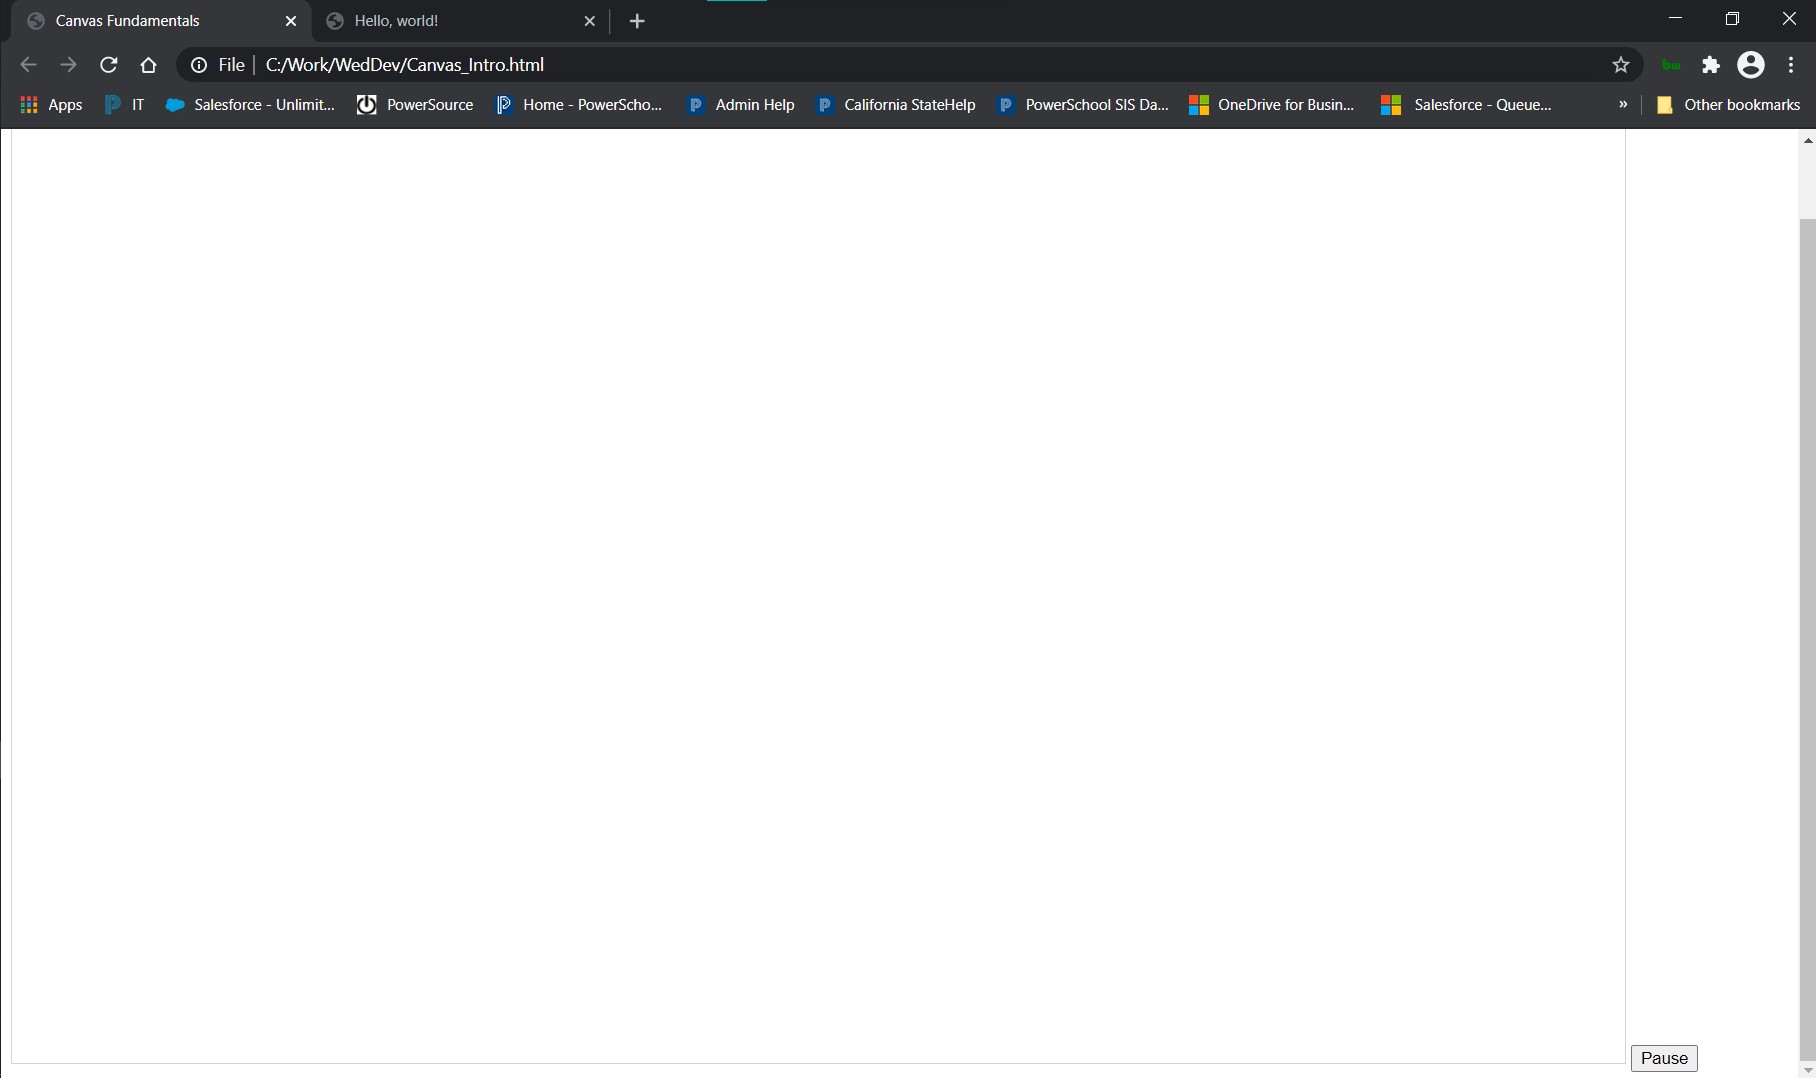 Canvas Fundamentals Hello, world!
File C:/Work/WedDev/Canvas_Intro.html bw
Apps IT Salesforce - Unlimit... PowerSource Home - PowerScho... Admin Help California StateHelp PowerSchool SIS Da... OneDrive for Busin... Salesforce - Queue... » Other bookmarks
Pause